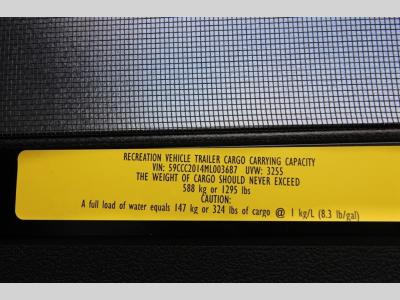 RECREATION VEHICLE TRAILER CARGO CARRYING CAPACITY
VIN: 59CCC2014ML003687 UVW: 3255
THE WEIGHT OF CARGO SHOULD NEVER EXCEED
588 kg or 1295 lbs
CAUTION:
A full load of water equals 147 kg or 324 lbs of cargo @ 1 kg/L (8.3 lb/gal)